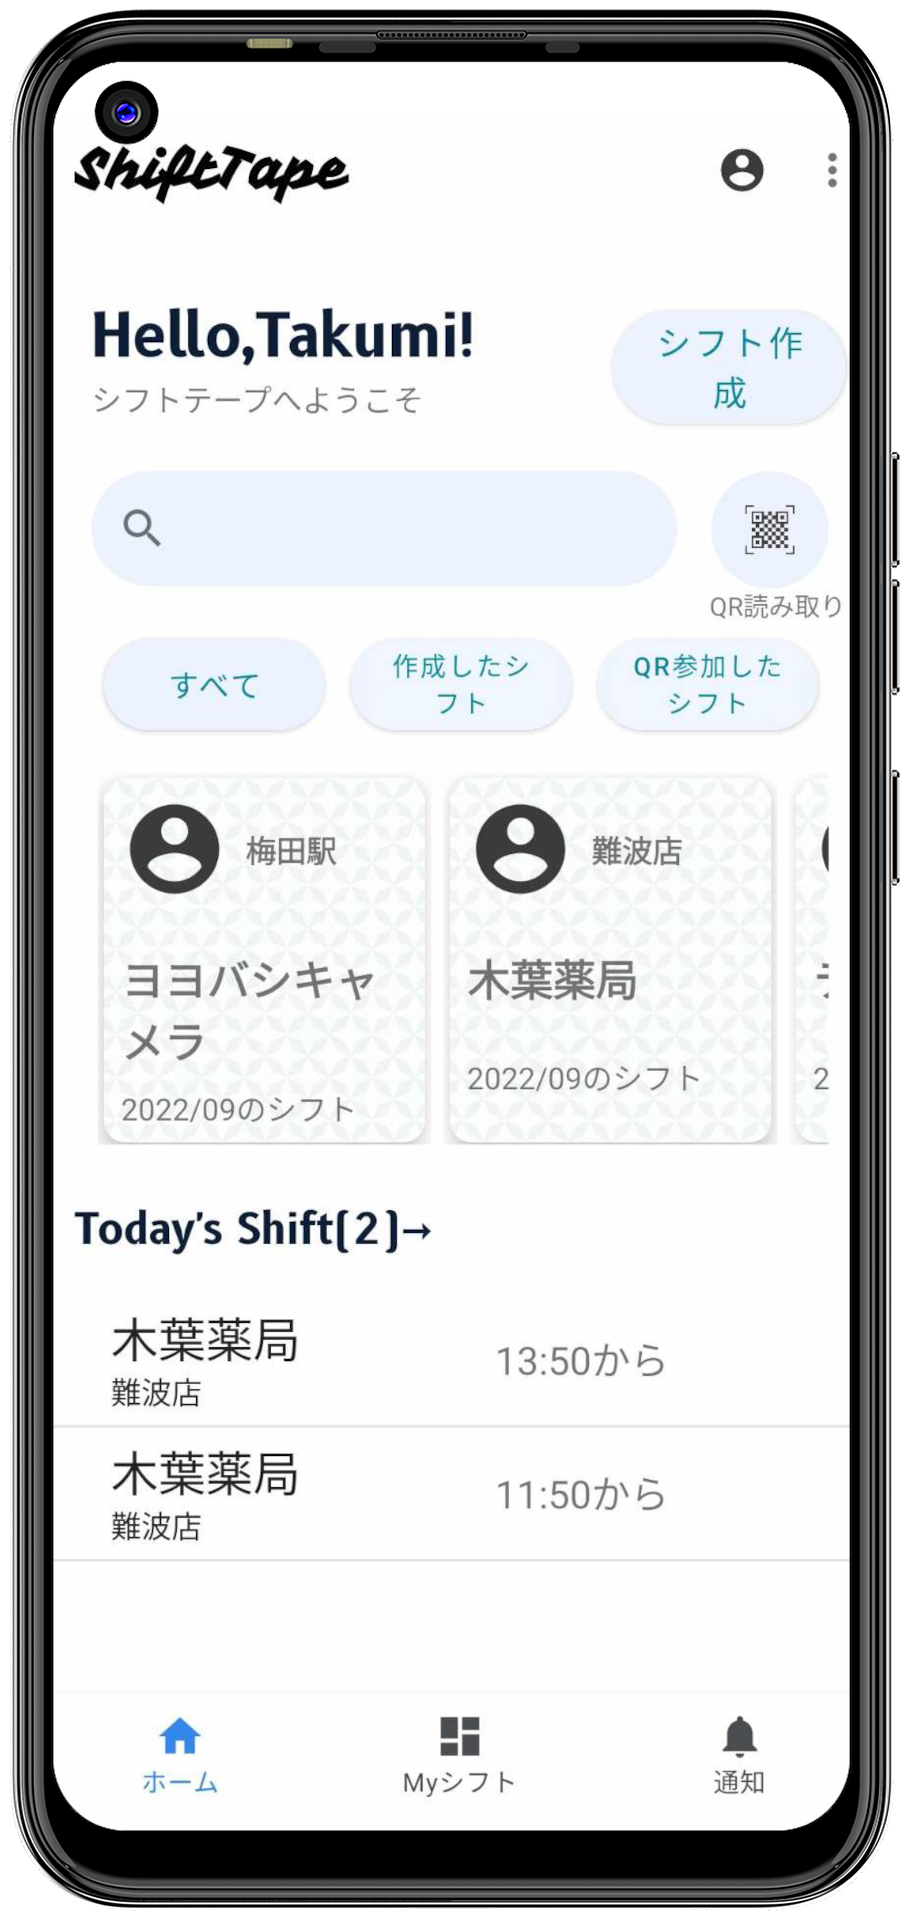 ShiftTape
Hello,Takumi!
シフトテープへようこそ
シフト作
成
QR読み取り
すべて
作成したシ
フト
QR参加した
シフト
梅田駅
ヨヨバシキャ
メラ
2022/09のシフト
難波店
木葉薬局
2022/09のシフト
2
Today's Shift(2)→
木葉薬局
難波店
13:50から
木葉薬局
難波店
11:50から
ホーム
Myシフト
通知